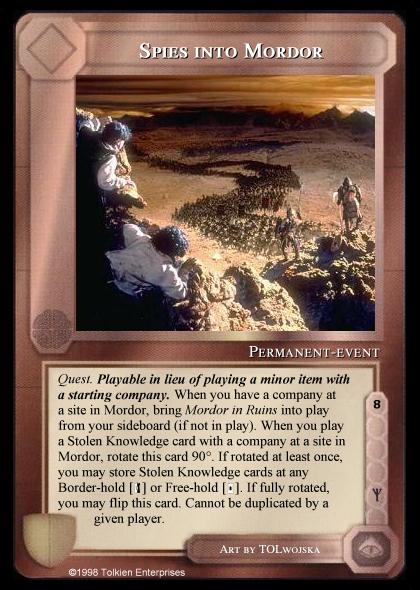 Spies into Mordor
Permanent-event
Quest. Playable in lieu of playing a minor item with
a starting company. When you have a company at
a site in Mordor, bring Mordor in Ruins into play
from your sideboard (if not in play). When you play
a Stolen Knowledge card with a company at a site in
Mordor, rotate this card 90°. If rotated at least once,
you may store Stolen Knowledge cards at any
Border-hold [] or Free-hold []. If fully rotated,
you may flip this card. Cannot be duplicated by a
given player.
8
Art by TOLwojska
©1998 Tolkien Enterprises